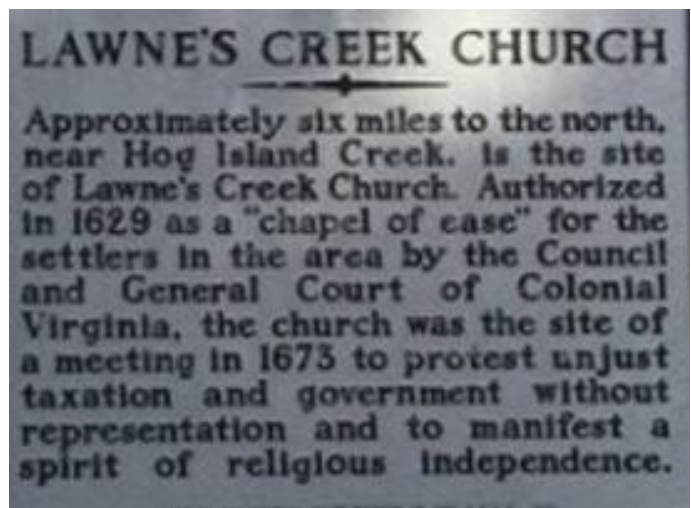 LAWNE'S CREEK CHURCH
Approximately six miles to the north,
near Hog Island Creek, is the site
of Lawne's Creek Church. Authorized
in 1629 as a "chapel of ease" for the
settlers in the area by the Council
and General Court of Colonial
Virginia, the church was the site of
a meeting in 1673 to protest unjust
taxation and government without
representation and to manifest a
spirit of religious independence.